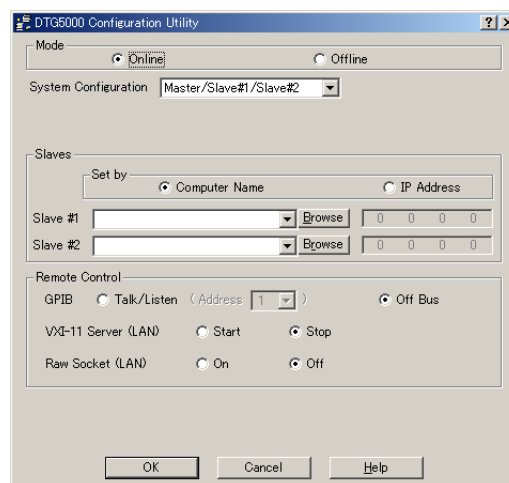 DTG5000 Configuration Utility
Mode
Online Offline
System Configuration Master/Slave#1/Slave#2
Slaves
Set by
Computer Name IP Address
Slave #1 Browse 0 0 0 0
Slave #2 Browse 0 0 0 0
Remote Control
GPIB Talk/Listen ( Address 1 ) Off Bus
VXI-11 Server (LAN) Start Stop
Raw Socket (LAN) On Off
OK Cancel Help